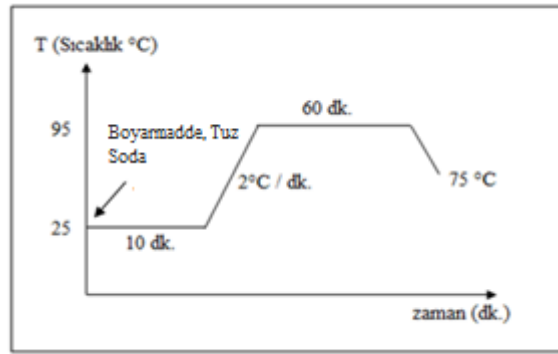 T (Sıcaklık °C)
60 dk.
95
Boyarmadde, Tuz
Soda
2°C / dk.
75 °C
25
10 dk.
zaman (dk.)